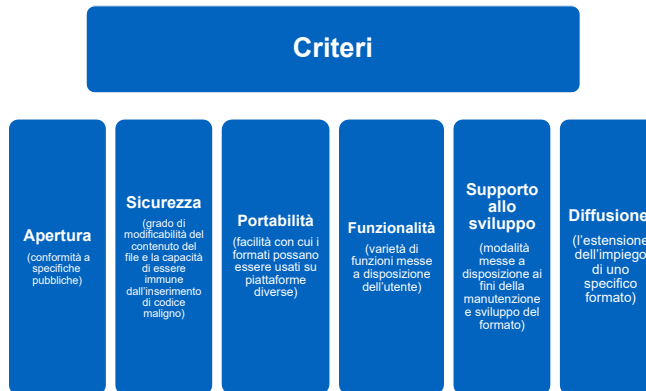 Criteri
Apertura
(conformità a
specifiche
pubbliche)
Sicurezza
(grado di
modificabilità del
contenuto del
file e la capacità
di essere
immune
dall'inserimento
di codice
maligno)
Portabilità
(facilità con cui i
formati possano
essere usati su
piattaforme
diverse)
Funzionalità
(varietà di
funzioni messe
a disposizione
dell'utente)
Supporto
allo
sviluppo
(modalità
messe a
disposizione ai
fini della
manutenzione
e sviluppo del
formato)
Diffusione
(l'estensione
dell'impiego
di uno
specifico
formato)